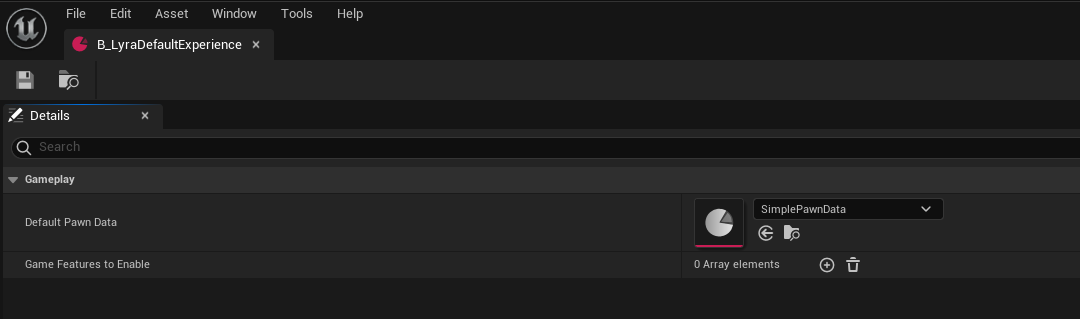 File Edit Asset Window Tools Help
B_LyraDefaultExperience
Details
Search
Gameplay
Default Pawn Data
SimplePawnData
Game Features to Enable
0 Array elements